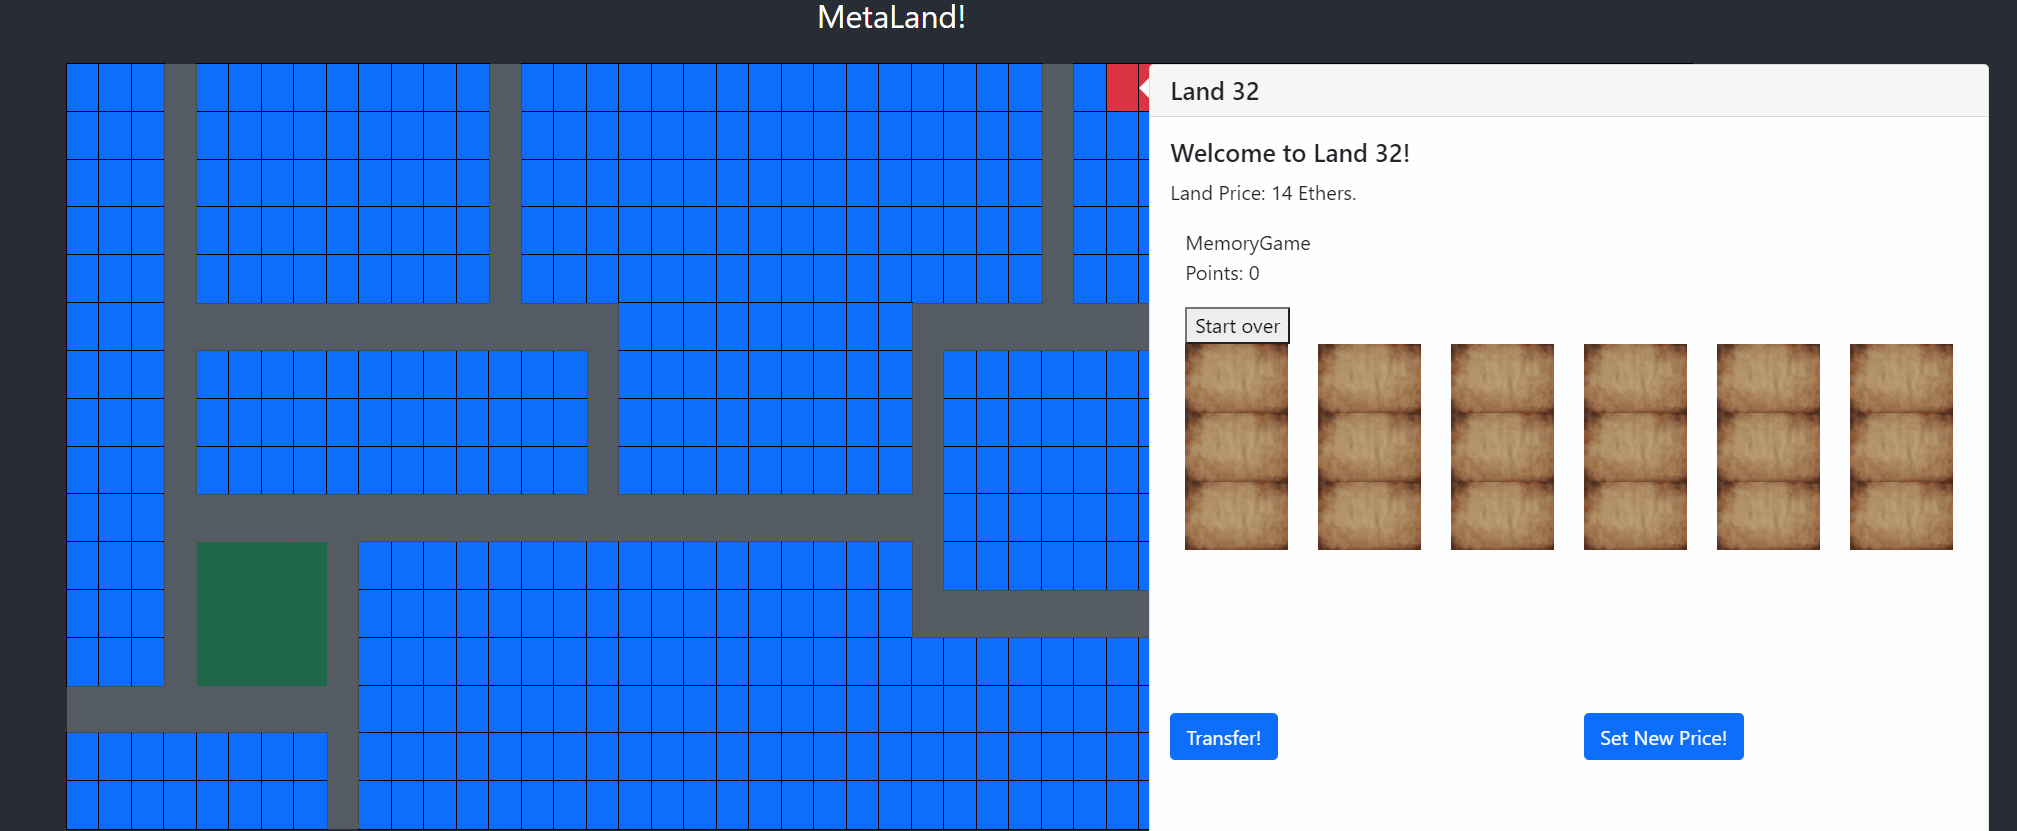 MetaLand!
Land 32
Welcome to Land 32!
Land Price: 14 Ethers.
MemoryGame
Points: 0
Start over
Transfer!
Set New Price!